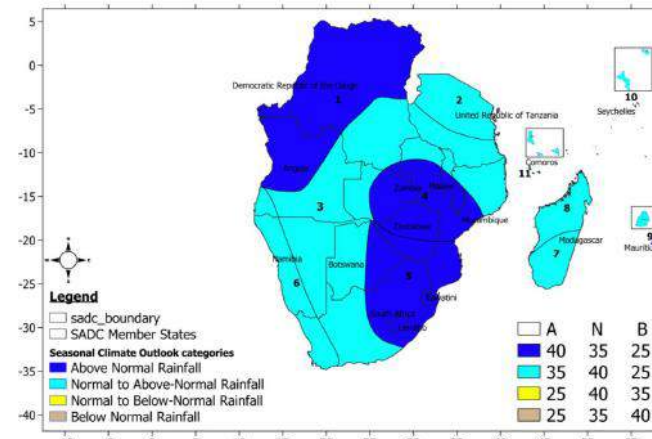 5
0
-5
-10
-15
-20
-25
-30
-35
-40
Democratic Republic of the Congo
1
2
United Republic of Tanzania
10
Seychelles
Comoros
11
Angola
3
Zambia
4
Malawi
Mozambique
Zimbabwe
8
Madagascar
7
9
Mauritius
Namibia
6
Botswana
5
Eswatini
South Africa
Lesotho
Legend
sadc_boundary
SADC Member States
Seasonal Climate Outlook categories
Above Normal Rainfall
Normal to Above-Normal Rainfall
Normal to Below-Normal Rainfall
Below Normal Rainfall
A N B
40 35 25
35 40 25
25 40 35
25 35 40